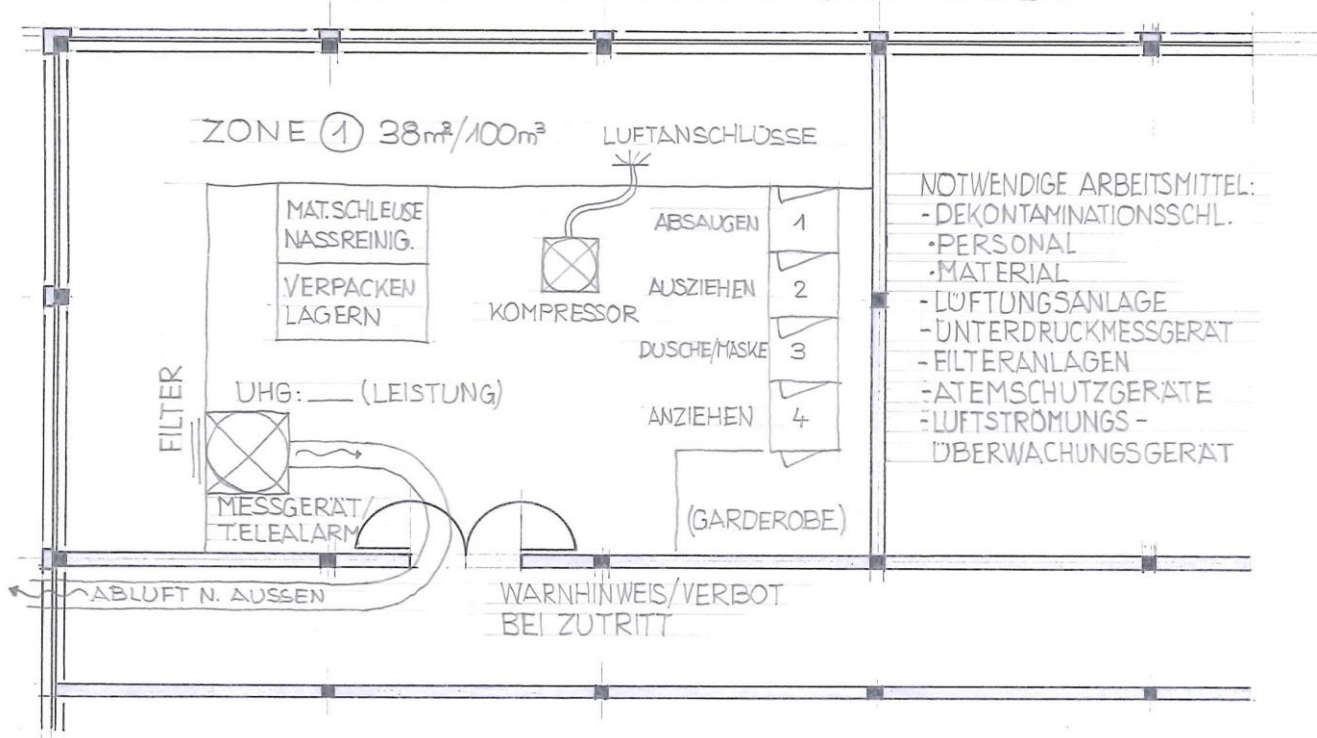 ZONE 1 38m²/100m³
LUFTANSCHLÜSSE
MAT.SCHLEUSE
NASSREINIG.
VERPACKEN
LAGERN
KOMPRESSOR
ABSAUGEN 1
AUSZIEHEN 2
DUSCHE/MASKE 3
ANZIEHEN 4
NOTWENDIGE ARBEITSMITTEL:
- DEKONTAMINATIONSSCHL.
• PERSONAL
• MATERIAL
- LÜFTUNGSANLAGE
- UNTERDRUCKMESSGERÄT
- FILTERANLAGEN
- ATEMSCHUTZGERÄTE
- LUFTSTRÖMUNGS-
ÜBERWACHUNGSGERÄT
FILTER
UHG: ___ (LEISTUNG)
MESSGERÄT/
TELEALARM
(GARDEROBE)
ABLUFT N. AUSSEN
WARNHINWEIS/VERBOT
BEI ZUTRITT